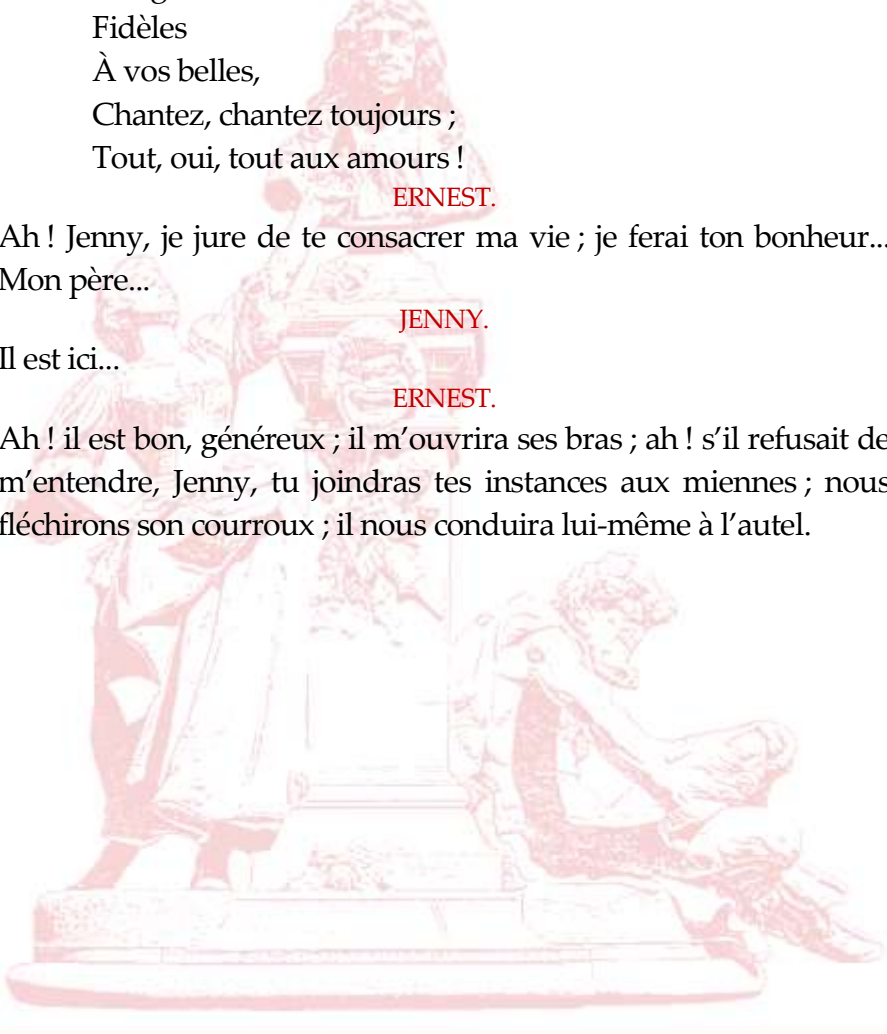 Fidèles
À vos belles,
Chantez, chantez toujours ;
Tout, oui, tout aux amours !
ERNEST.
Ah ! Jenny, je jure de te consacrer ma vie ; je ferai ton bonheur...
Mon père...
JENNY.
Il est ici...
ERNEST.
Ah ! il est bon, généreux ; il m’ouvrira ses bras ; ah ! s’il refusait de
m’entendre, Jenny, tu joindras tes instances aux miennes ; nous
fléchirons son courroux ; il nous conduira lui-même à l’autel.